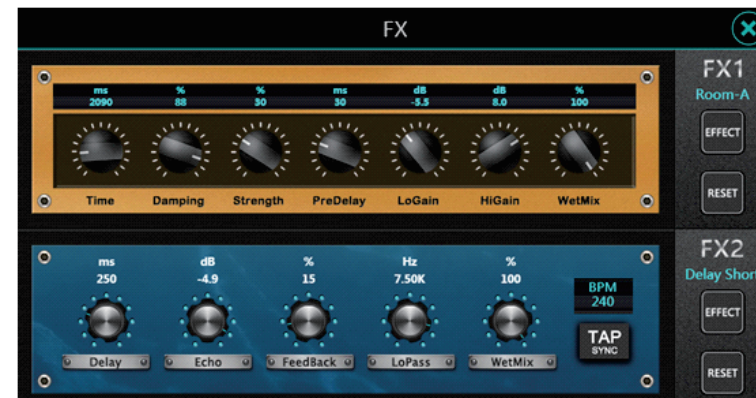 FX
ms % % ms dB dB %
2090 88 30 30 -5.5 8.0 100
Time Damping Strength PreDelay LoGain HiGain WetMix
FX1
Room-A
EFFECT
RESET
ms dB % Hz %
250 -4.9 15 7.50K 100
BPM
240
TAP
SYNC
Delay Echo FeedBack LoPass WetMix
FX2
Delay Short
EFFECT
RESET